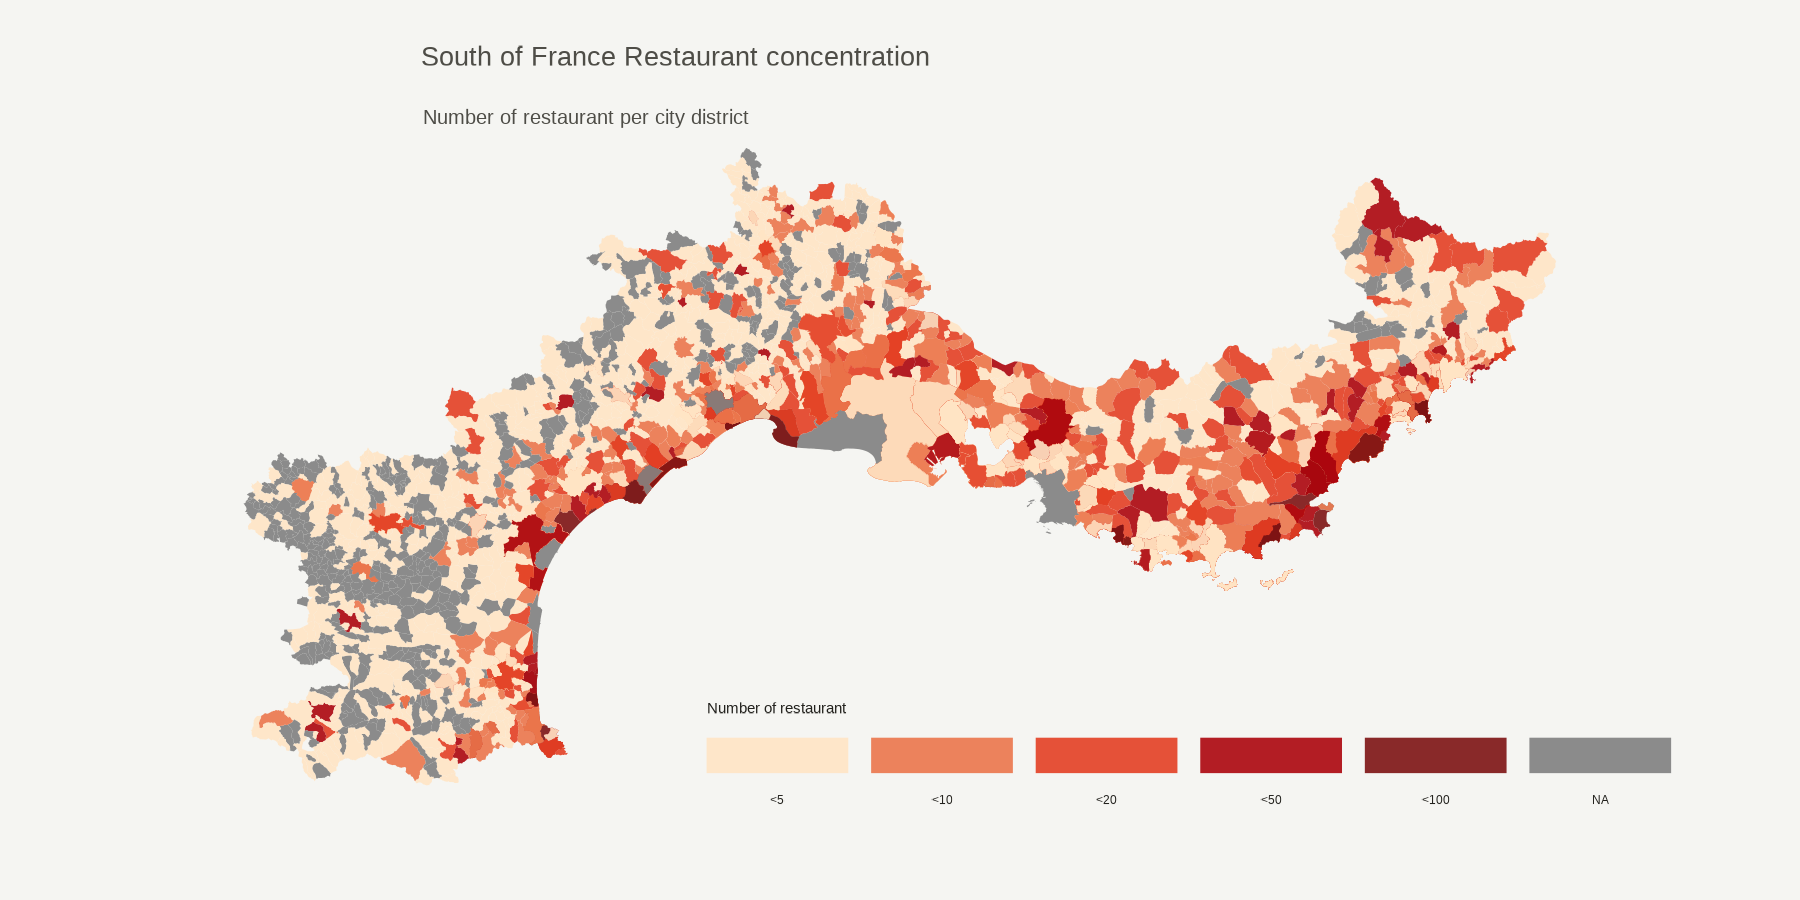 South of France Restaurant concentration
Number of restaurant per city district
Number of restaurant
<5
<10
<20
<50
<100
NA